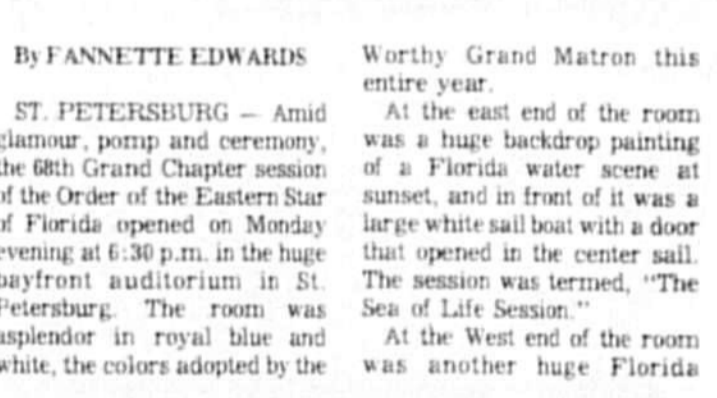 By FANNETTE EDWARDS
ST. PETERSBURG — Amid
glamour, pomp and ceremony,
the 68th Grand Chapter session
of the Order of the Eastern Star
of Florida opened on Monday
evening at 6:30 p.m. in the huge
bayfront auditorium in St.
Petersburg. The room was
asplendor in royal blue and
white, the colors adopted by the
Worthy Grand Matron this
entire year.
At the east end of the room
was a huge backdrop painting
of a Florida water scene at
sunset, and in front of it was a
large white sail boat with a door
that opened in the center sail.
The session was termed, "The
Sea of Life Session."
At the West end of the room
was another huge Florida